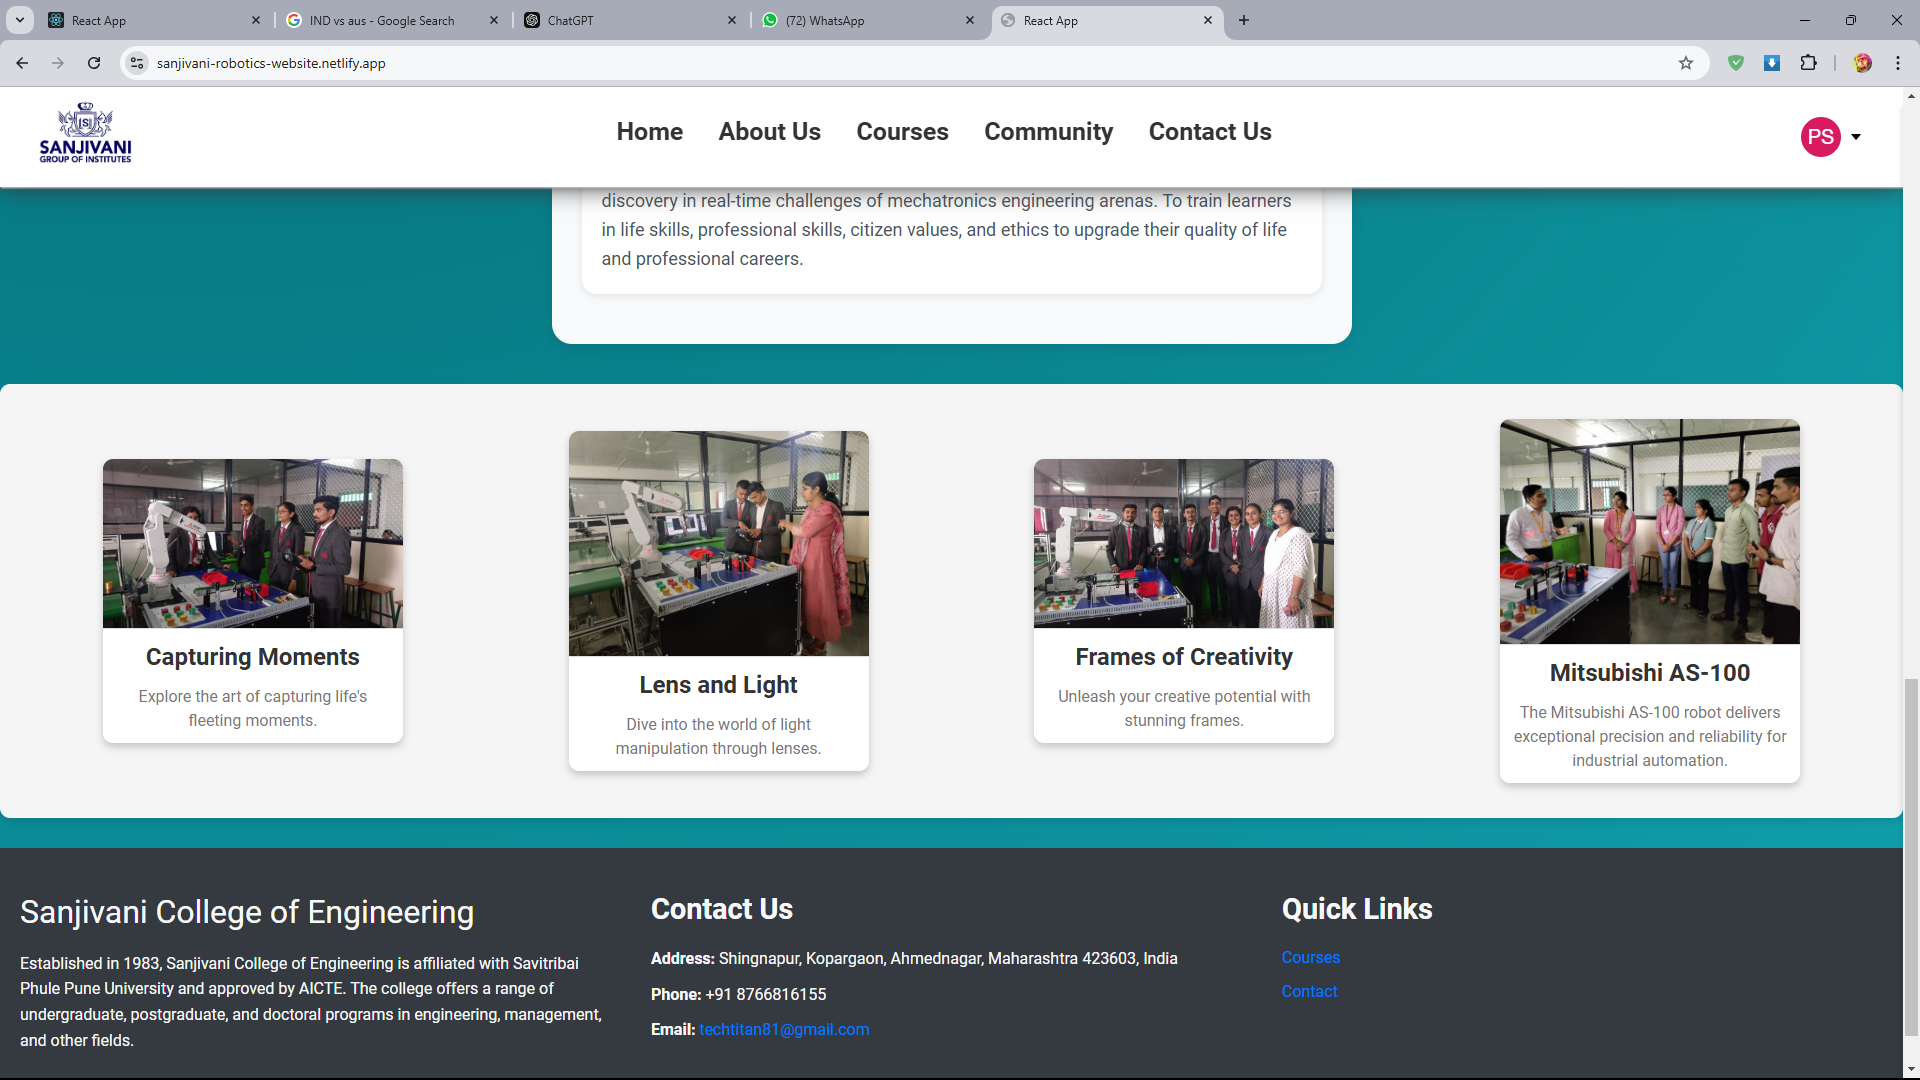 React App
IND vs aus - Google Search
ChatGPT
(72) WhatsApp
React App
sanjivani-robotics-website.netlify.app
SANJIVANI
GROUP OF INSTITUTES
Home
About Us
Courses
Community
Contact Us
PS
discovery in real-time challenges of mechatronics engineering arenas. To train learners
in life skills, professional skills, citizen values, and ethics to upgrade their quality of life
and professional careers.
Capturing Moments
Explore the art of capturing life's
fleeting moments.
Lens and Light
Dive into the world of light
manipulation through lenses.
Frames of Creativity
Unleash your creative potential with
stunning frames.
Mitsubishi AS-100
The Mitsubishi AS-100 robot delivers
exceptional precision and reliability for
industrial automation.
Sanjivani College of Engineering
Established in 1983, Sanjivani College of Engineering is affiliated with Savitribai
Phule Pune University and approved by AICTE. The college offers a range of
undergraduate, postgraduate, and doctoral programs in engineering, management,
and other fields.
Contact Us
Address: Shingnapur, Kopargaon, Ahmednagar, Maharashtra 423603, India
Phone: +91 8766816155
Email: techtitan81@gmail.com
Quick Links
Courses
Contact